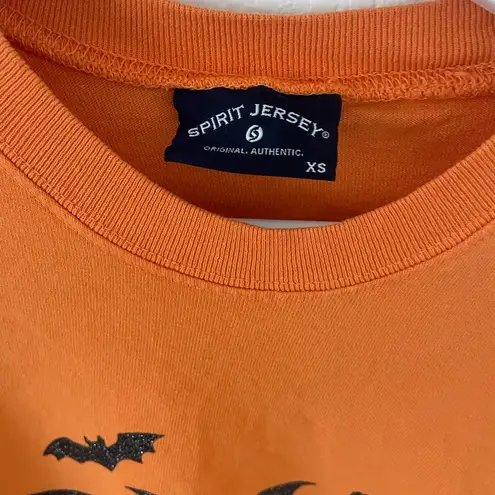 SPIRIT JERSEY®
ORIGINAL. AUTHENTIC.
XS